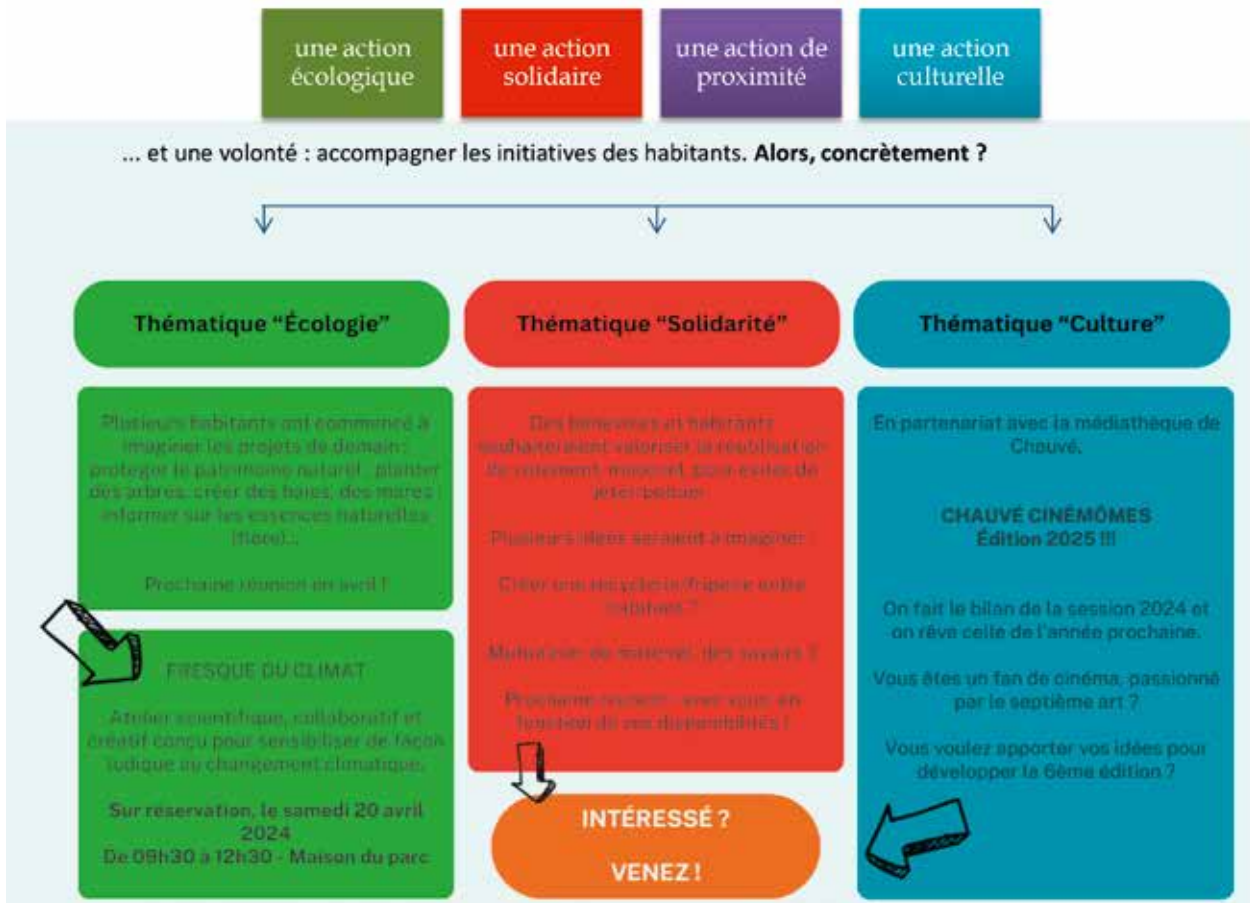 une action
écologique
une action
solidaire
une action de
proximité
une action
culturelle
... et une volonté : accompagner les initiatives des habitants. Alors, concrètement ?
Thématique “Écologie”
Plusieurs habitants ont commencé à
imaginer les projets de demain :
protéger le patrimoine naturel, planter
des arbres, créer des haies, des mares ;
informer sur les essences naturelles
(flore)...
Prochaine réunion en avril !
FRESQUE DU CLIMAT
Atelier scientifique, collaboratif et
créatif conçu pour sensibiliser de façon
ludique au changement climatique.
Sur réservation, le samedi 20 avril
2024
De 09h30 à 12h30 - Maison du parc
Thématique “Solidarité”
Des bénévoles et habitants
souhaiteraient valoriser la réutilisation
de vêtement, matériel, pour éviter de
jeter
Plusieurs idées seraient à imaginer :
Créer une recyclerie/friperie entre
habitants ?
Mutualiser du matériel, des savoirs ?
Prochaine réunion : avec vous, en
fonction de vos disponibilités !
INTÉRESSÉ ?
VENEZ !
Thématique “Culture”
En partenariat avec la médiathèque de
Chauvé.
CHAUVÉ CINÉMÔMES
Édition 2025 !!!
On fait le bilan de la session 2024 et
on rêve celle de l'année prochaine.
Vous êtes un fan de cinéma, passionné
par le septième art ?
Vous voulez apporter vos idées pour
développer la 6ème édition ?